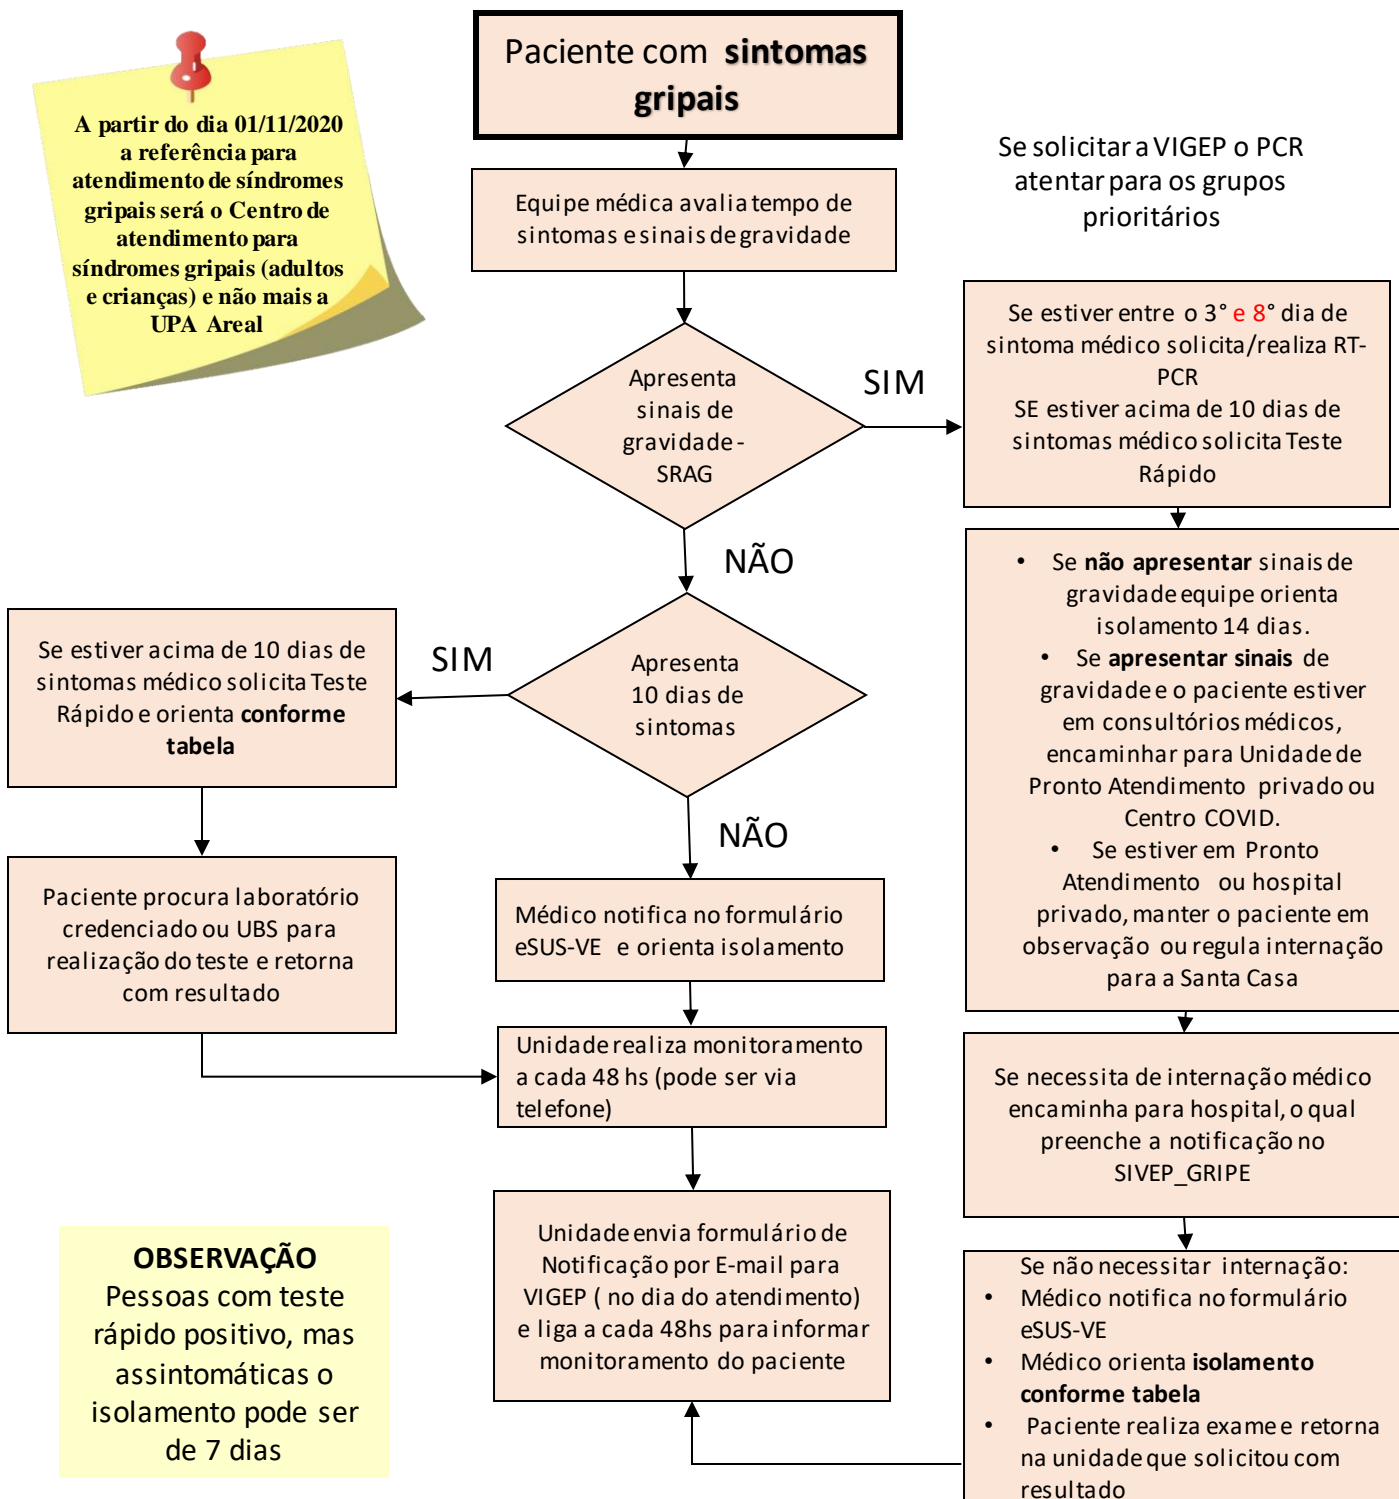 Paciente com sintomas
gripais
A partir do dia 01/11/2020
a referência para
atendimento de síndromes
gripais será o Centro de
atendimento para
síndromes gripais (adultos
e crianças) e não mais a
UPA Areal
Se solicitar a VIGEP o PCR
atentar para os grupos
prioritários
Equipe médica avalia tempo de
sintomas e sinais de gravidade
Apresenta
sinais de
gravidade -
SRAG
SIM
Se estiver entre o 3° e 8° dia de
sintoma médico solicita/realiza RT-
PCR
SE estiver acima de 10 dias de
sintomas médico solicita Teste
Rápido
NÃO
• Se não apresentar sinais de
gravidade equipe orienta
isolamento 14 dias.
• Se apresentar sinais de
gravidade e o paciente estiver
em consultórios médicos,
encaminhar para Unidade de
Pronto Atendimento privado ou
Centro COVID.
• Se estiver em Pronto
Atendimento ou hospital
privado, manter o paciente em
observação ou regula internação
para a Santa Casa
Apresenta
10 dias de
sintomas
SIM
Se estiver acima de 10 dias de
sintomas médico solicita Teste
Rápido e orienta conforme
tabela
NÃO
Paciente procura laboratório
credenciado ou UBS para
realização do teste e retorna
com resultado
Médico notifica no formulário
eSUS-VE e orienta isolamento
Unidade realiza monitoramento
a cada 48 hs (pode ser via
telefone)
Se necessita de internação médico
encaminha para hospital, o qual
preenche a notificação no
SIVEP_GRIPE
Unidade envia formulário de
Notificação por E-mail para
VIGEP ( no dia do atendimento)
e liga a cada 48hs para informar
monitoramento do paciente
Se não necessitar internação:
• Médico notifica no formulário
eSUS-VE
• Médico orienta isolamento
conforme tabela
• Paciente realiza exame e retorna
na unidade que solicitou com
resultado
OBSERVAÇÃO
Pessoas com teste
rápido positivo, mas
assintomáticas o
isolamento pode ser
de 7 dias